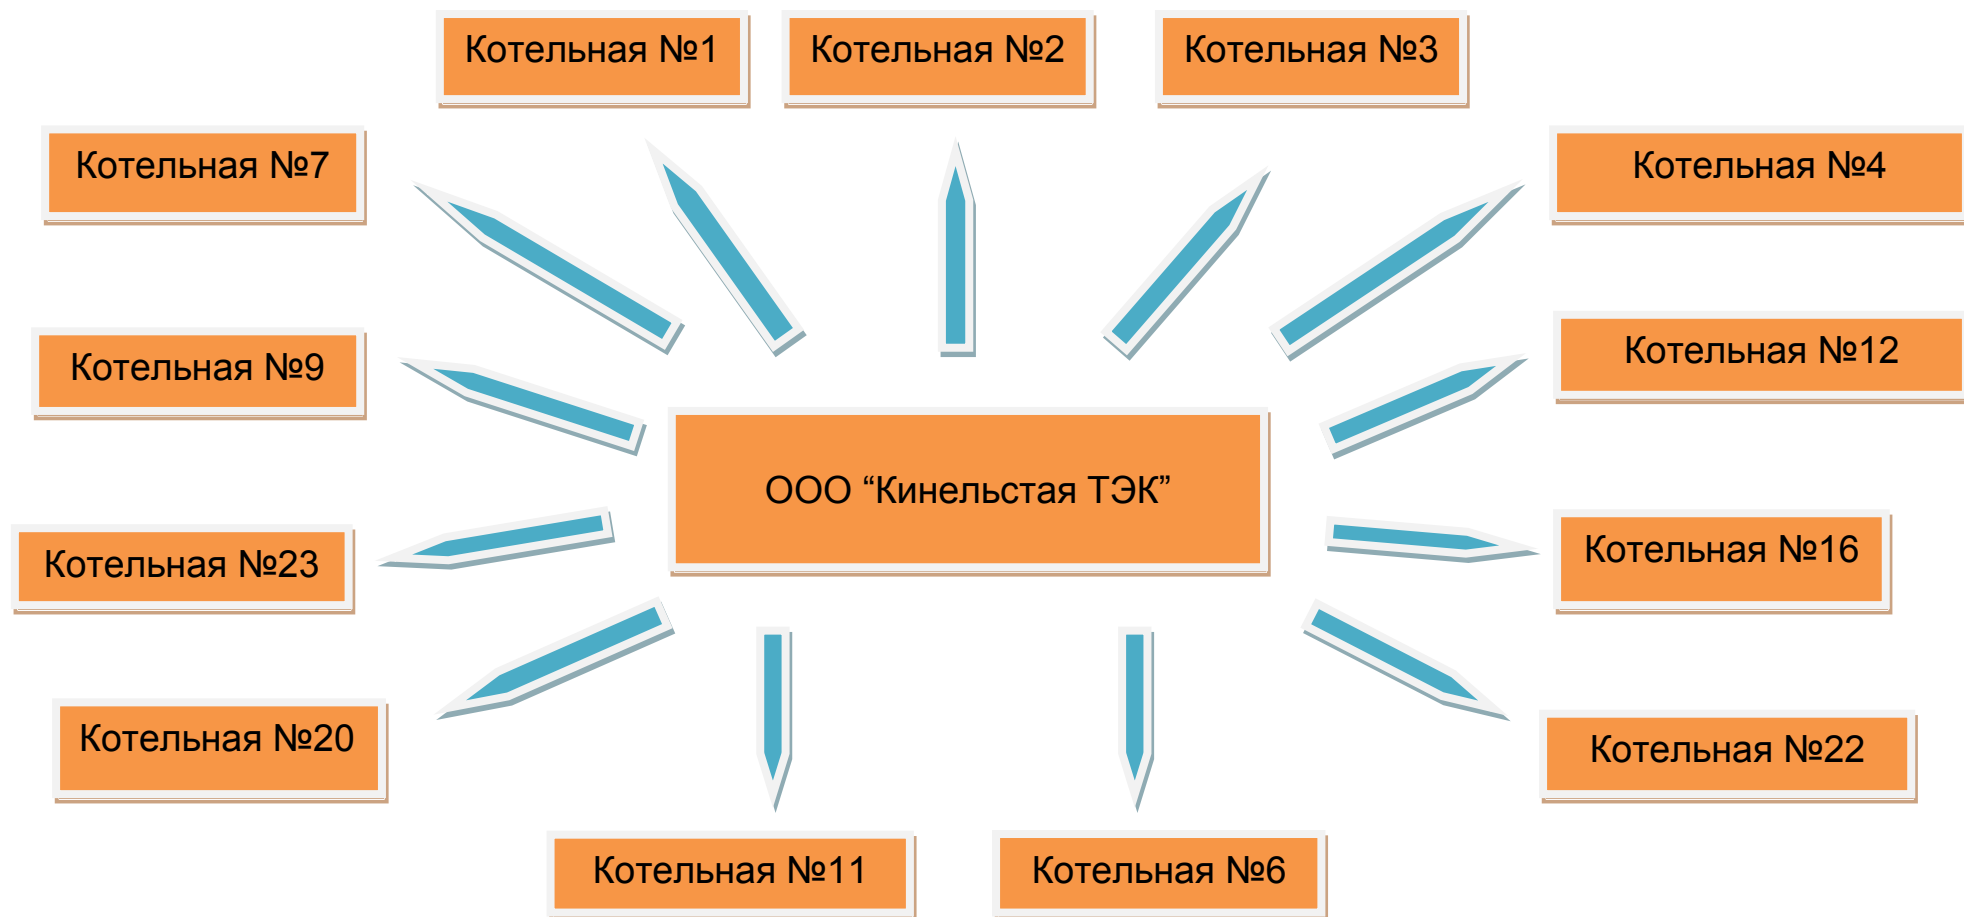 Котельная №1
Котельная №2
Котельная №3
Котельная №7
Котельная №4
Котельная №9
Котельная №12
ООО “Кинельстая ТЭК”
Котельная №23
Котельная №16
Котельная №20
Котельная №22
Котельная №11
Котельная №6